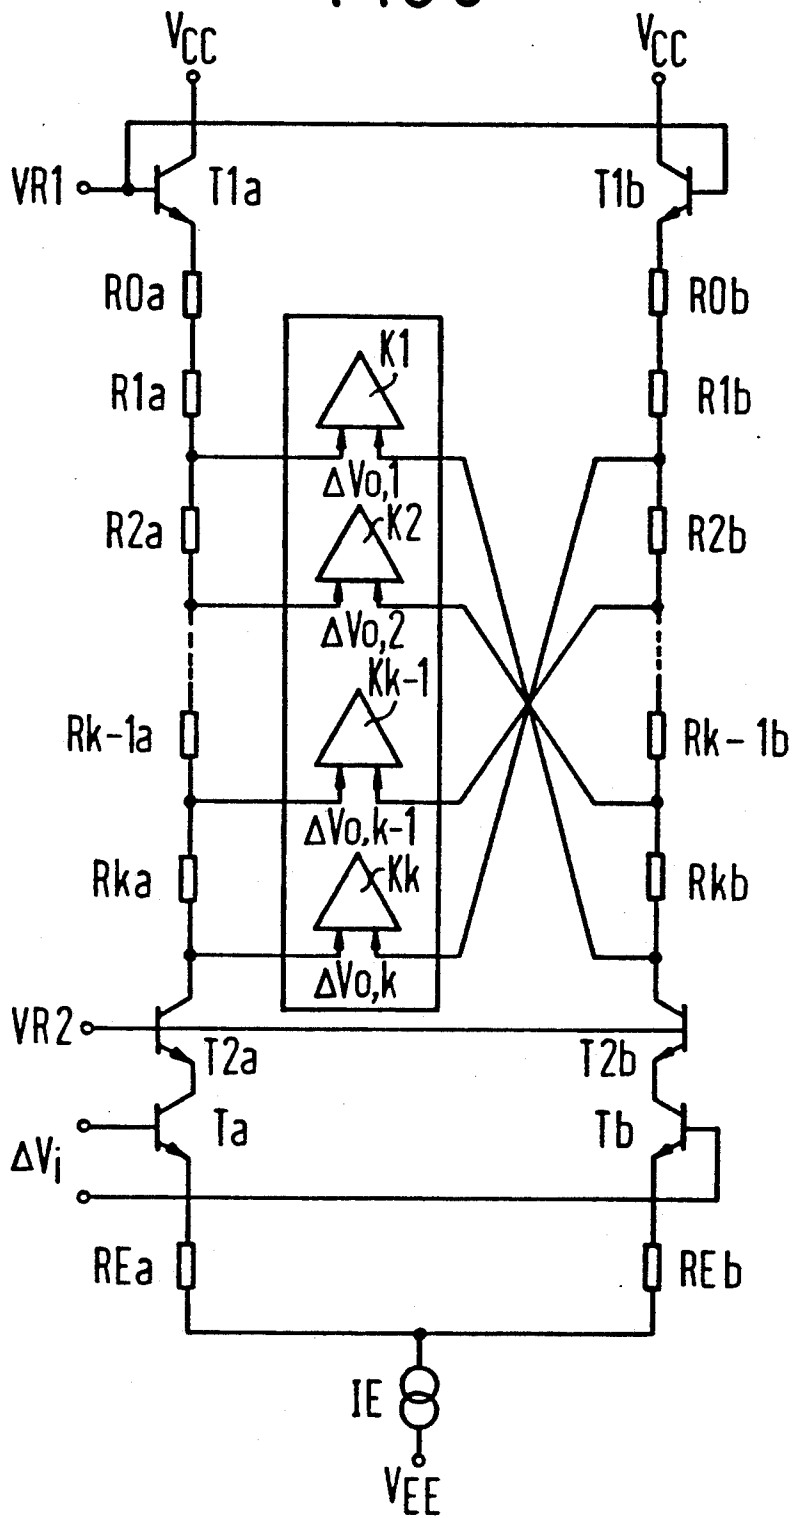 VCC VCC
VR1 T1a T1b
R0a R0b
K1
R1a R1b
ΔVo,1
K2
R2a R2b
ΔVo,2
Kk-1
Rk-1a Rk-1b
ΔVo,k-1
Rka Kk Rkb
ΔVo,k
VR2 T2a T2b
Ta Tb
ΔVi
REa REb
IE
VEE